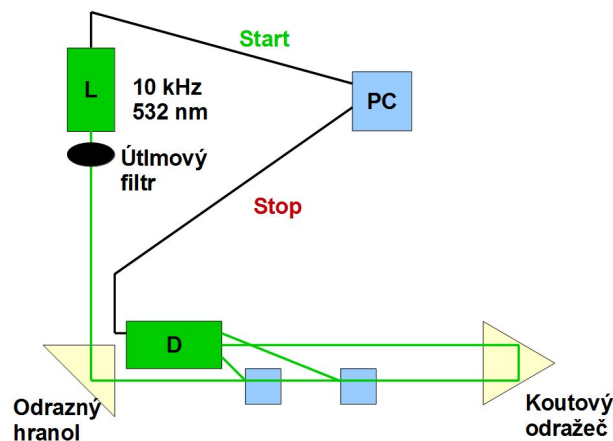 Start
L
10 kHz
532 nm
PC
Útlmový
filtr
Stop
D
Odrazný
hranol
Koutový
odražeč